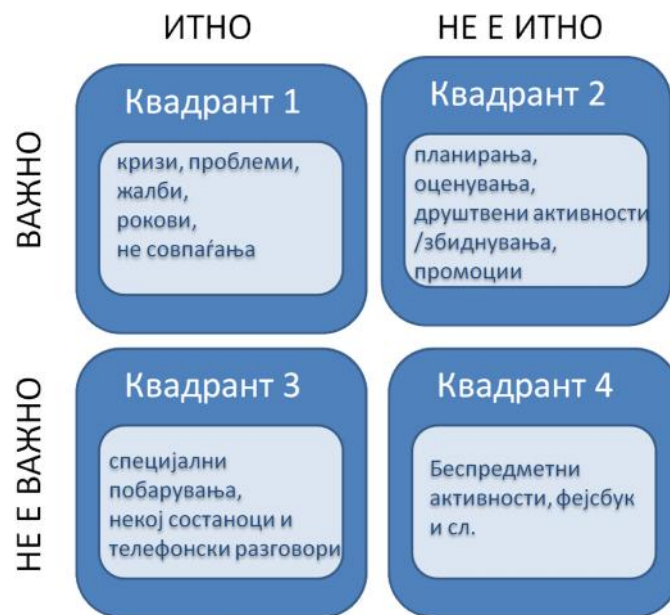 ИТНО
НЕ Е ИТНО
ВАЖНО
Квадрант 1
кризи, проблеми,
жалби,
рокови,
не совпаѓања
Квадрант 2
планирања,
оценувања,
друштвени активности
/збиднувања,
промоции
НЕ Е ВАЖНО
Квадрант 3
специјални
побарувања,
некој состаноци и
телефонски разговори
Квадрант 4
Беспредметни
активности, фејсбук
и сл.